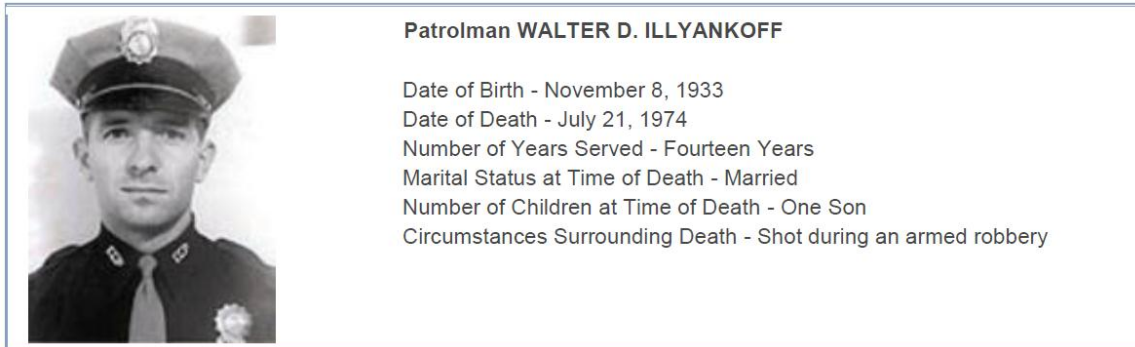 Patrolman WALTER D. ILLYANKOFF
Date of Birth - November 8, 1933
Date of Death - July 21, 1974
Number of Years Served - Fourteen Years
Marital Status at Time of Death - Married
Number of Children at Time of Death - One Son
Circumstances Surrounding Death - Shot during an armed robbery